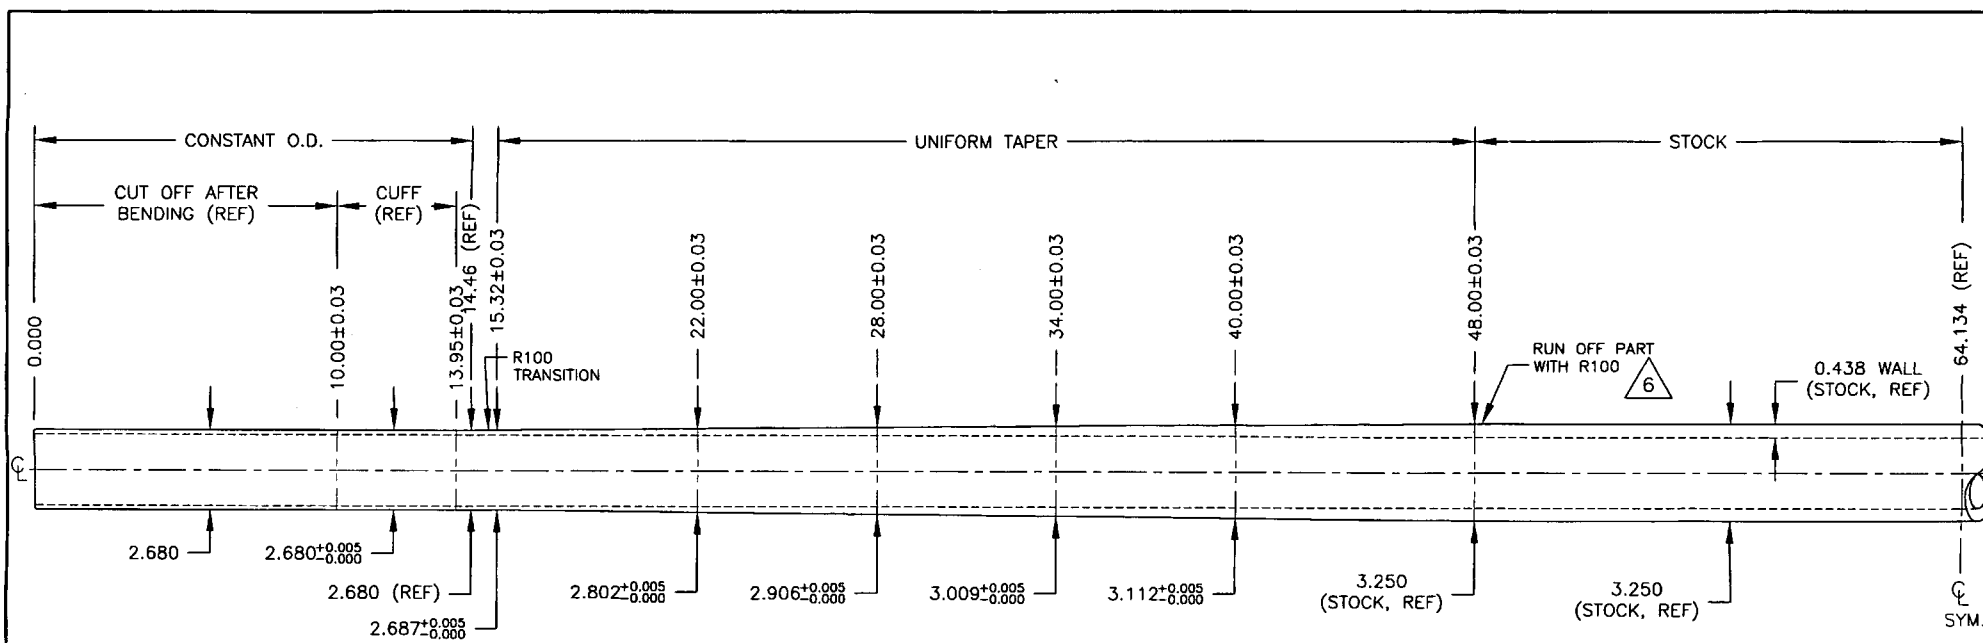 CONSTANT O.D.
UNIFORM TAPER
STOCK
CUT OFF AFTER
BENDING (REF)
CUFF
(REF)
0.000
10.00±0.03
13.95±0.03
14.46 (REF)
15.32±0.03
22.00±0.03
28.00±0.03
34.00±0.03
40.00±0.03
48.00±0.03
64.134 (REF)
R100
TRANSITION
RUN OFF PART
WITH R100
6
0.438 WALL
(STOCK, REF)
2.680
2.680+0.005
-0.000
2.680 (REF)
2.687+0.005
-0.000
2.802+0.005
-0.000
2.906+0.005
-0.000
3.009+0.005
-0.000
3.112+0.005
-0.000
3.250
(STOCK, REF)
3.250
(STOCK, REF)
SYM.